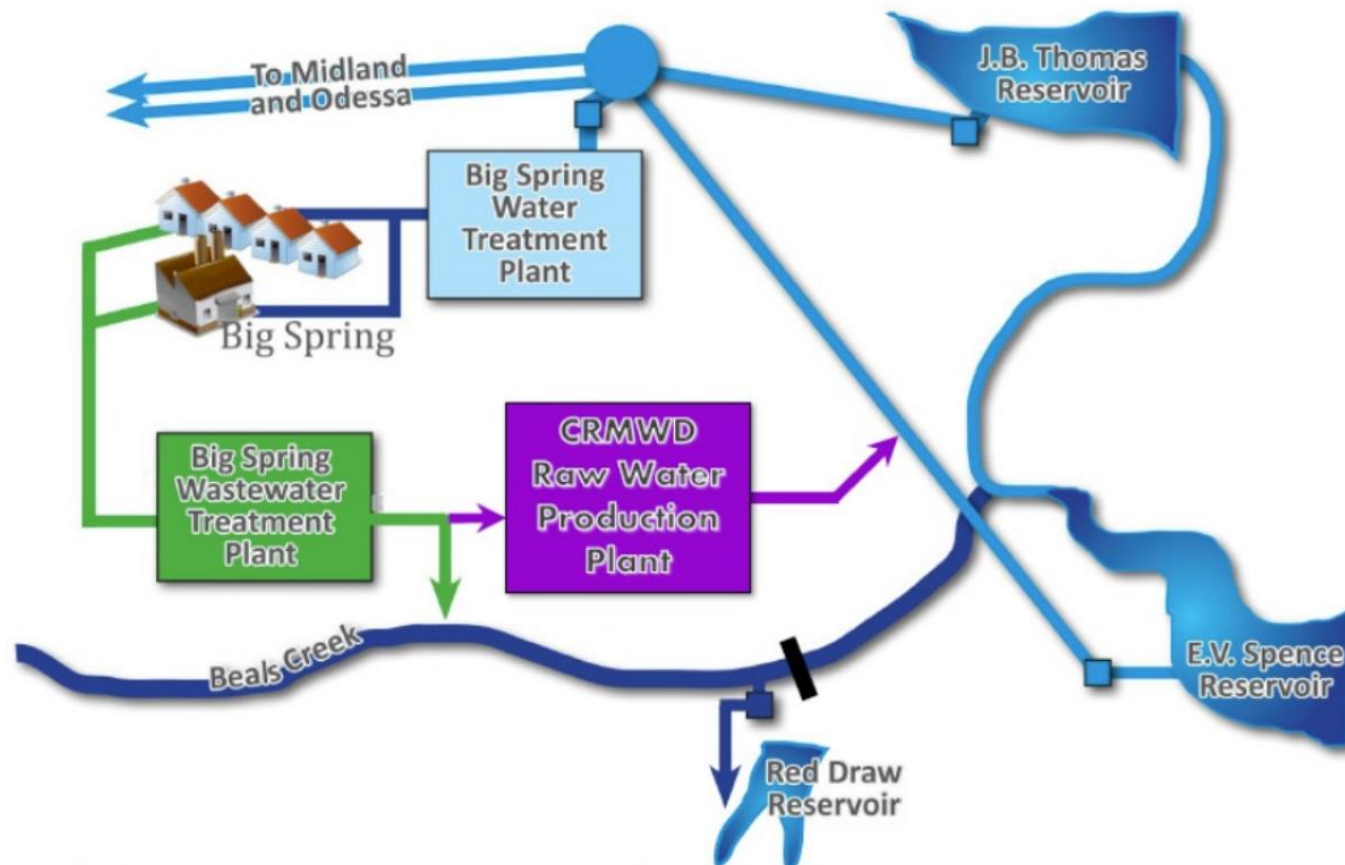 To Midland
and Odessa
J.B. Thomas
Reservoir
Big Spring
Water
Treatment
Plant
Big Spring
Big Spring
Wastewater
Treatment
Plant
CRMWD
Raw Water
Production
Plant
Beals Creek
E.V. Spence
Reservoir
Red Draw
Reservoir